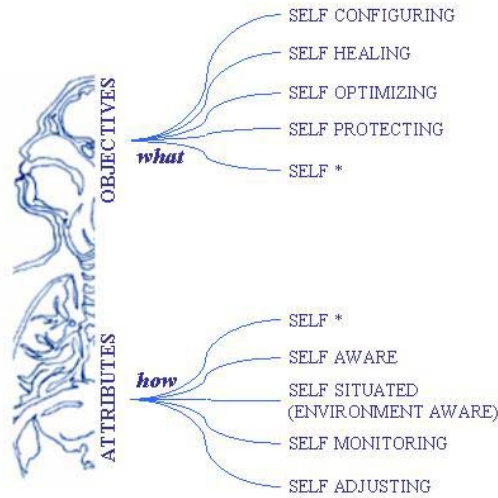 SELF CONFIGURING
SELF HEALING
SELF OPTIMIZING
SELF PROTECTING
SELF *
OBJECTIVES
what
SELF *
SELF AWARE
SELF SITUATED
(ENVIRONMENT AWARE)
SELF MONITORING
SELF ADJUSTING
ATTRIBUTES
how